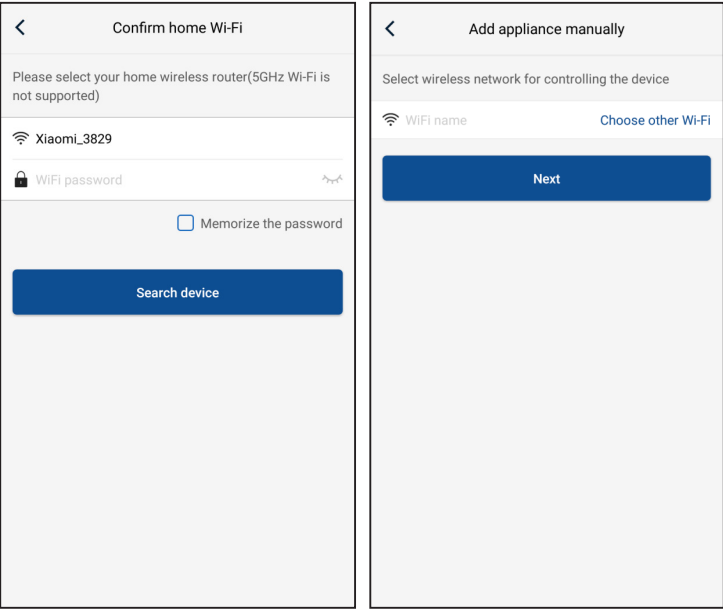 Confirm home Wi-Fi
Please select your home wireless router(5GHz Wi-Fi is
not supported)
Xiaomi_3829
WiFi password
Memorize the password
Search device
Add appliance manually
Select wireless network for controlling the device
WiFi name
Choose other Wi-Fi
Next